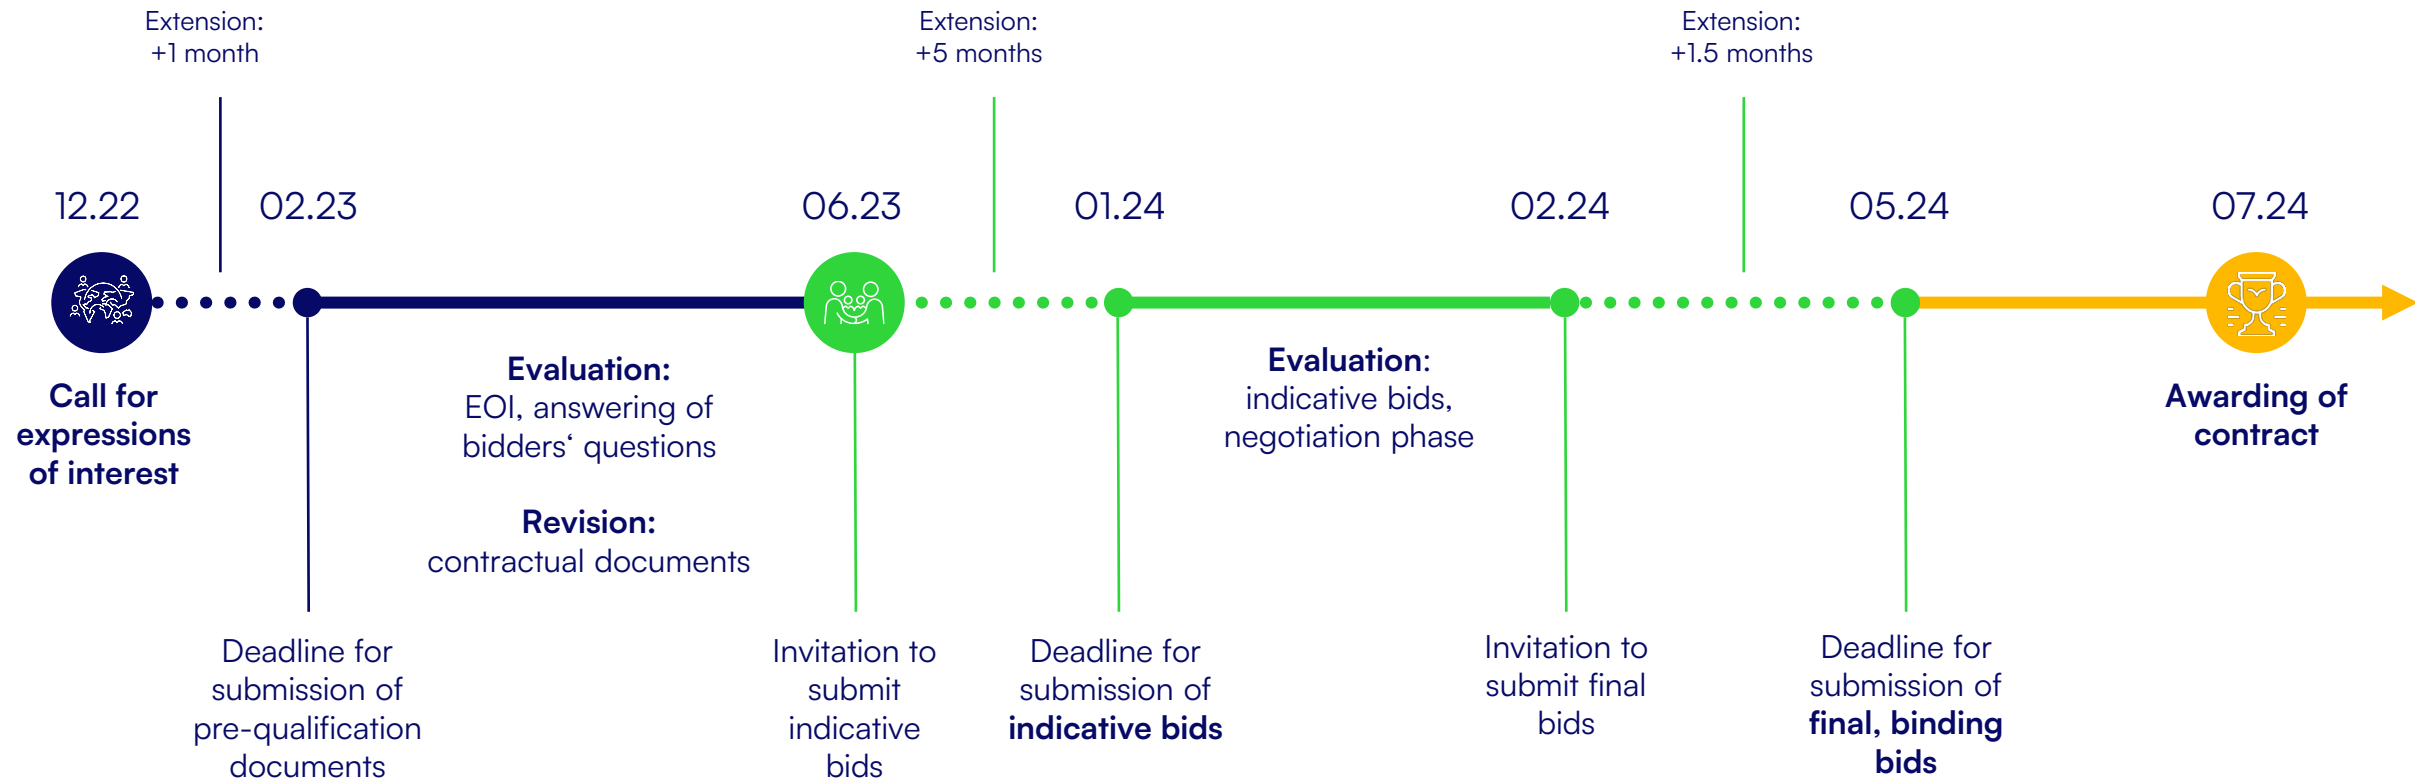 Extension:
+1 month
Extension:
+5 months
Extension:
+1.5 months
12.22
02.23
06.23
01.24
02.24
05.24
07.24
Call for
expressions
of interest
Evaluation:
EOI, answering of
bidders‘ questions
Revision:
contractual documents
Evaluation:
indicative bids,
negotiation phase
Awarding of
contract
Deadline for
submission of
pre-qualification
documents
Invitation to
submit
indicative
bids
Deadline for
submission of
indicative bids
Invitation to
submit final
bids
Deadline for
submission of
final, binding
bids